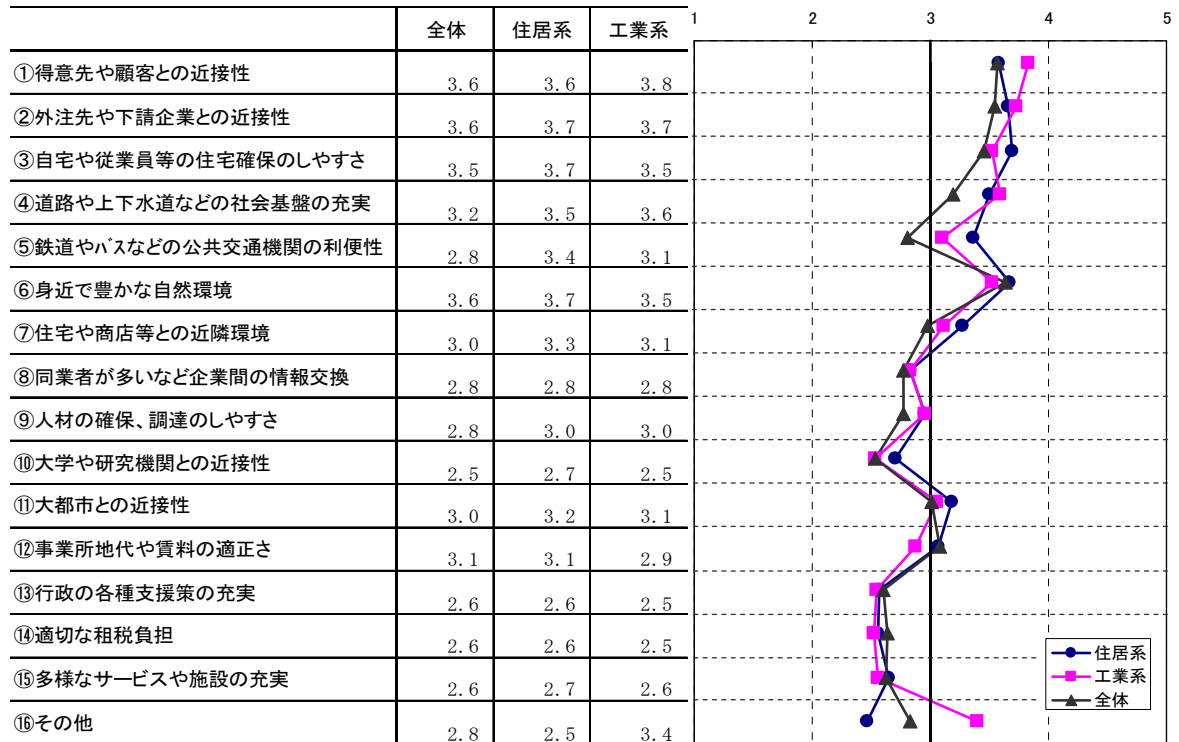 全体 住居系 工業系 1 2 3 4 5
①得意先や顧客との近接性 3.6 3.6 3.8
②外注先や下請企業との近接性 3.6 3.7 3.7
③自宅や従業員等の住宅確保のしやすさ 3.5 3.7 3.5
④道路や上下水道などの社会基盤の充実 3.2 3.5 3.6
⑤鉄道やバスなどの公共交通機関の利便性 2.8 3.4 3.1
⑥身近で豊かな自然環境 3.6 3.7 3.5
⑦住宅や商店等との近隣環境 3.0 3.3 3.1
⑧同業者が多いなど企業間の情報交換 2.8 2.8 2.8
⑨人材の確保、調達のしやすさ 2.8 3.0 3.0
⑩大学や研究機関との近接性 2.5 2.7 2.5
⑪大都市との近接性 3.0 3.2 3.1
⑫事業所地代や賃料の適正さ 3.1 3.1 2.9
⑬行政の各種支援策の充実 2.6 2.6 2.5
⑭適切な租税負担 2.6 2.6 2.5
⑮多様なサービスや施設の充実 2.6 2.7 2.6
⑯その他 2.8 2.5 3.4
住居系
工業系
全体